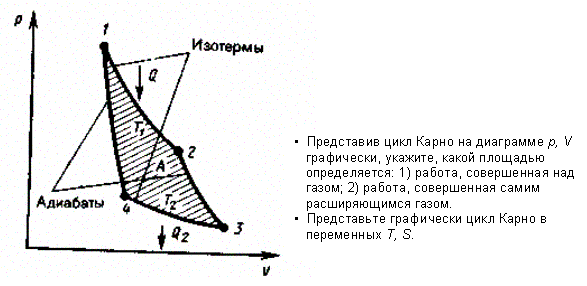 p
1
Изотермы
Q
T₁
2
A
Адиабаты
4
T₂
3
Q₂
V
• Представив цикл Карно на диаграмме p, V
графически, укажите, какой площадью
определяется: 1) работа, совершенная над
газом; 2) работа, совершенная самим
расширяющимся газом.
• Представьте графически цикл Карно в
переменных T, S.